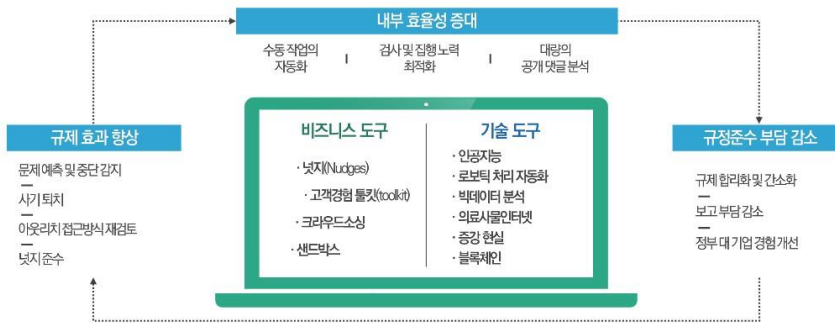 내부 효율성 증대
수동 작업의
자동화
검사 및 집행 노력
최적화
대량의
공개 댓글 분석
규제 효과 향상
문제 예측 및 중단 감지
사기 퇴치
아웃리치 접근방식 재검토
넛지 준수
비즈니스 도구
· 넛지(Nudges)
· 고객경험 툴킷(toolkit)
· 크라우드소싱
· 샌드박스
기술 도구
· 인공지능
· 로보틱 처리 자동화
· 빅데이터 분석
· 의료사물인터넷
· 증강 현실
· 블록체인
규정준수 부담 감소
규제 합리화 및 간소화
보고 부담 감소
정부 대 기업 경험 개선